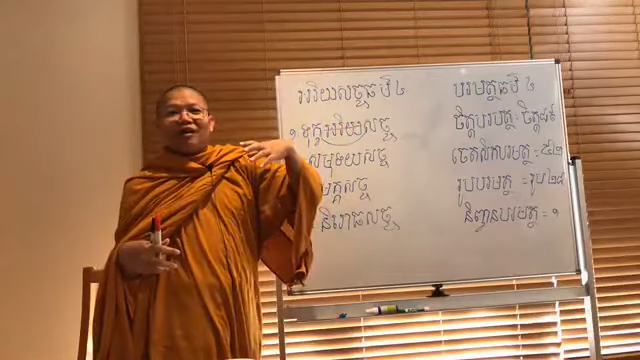 អរិយសច្ចធម៌ ៤
១ ទុក្ខអរិយសច្ច
សមុទយសច្ច
មគ្គសច្ច
និរោធសច្ច
បរមត្ថធម៌ ៤
ចិត្តបរមត្ថ = ចិត្ត ៨៩
ចេតសិកបរមត្ថ = ៥២
រូបបរមត្ថ = រូប ២៨
និព្វានបរមត្ថ = ១